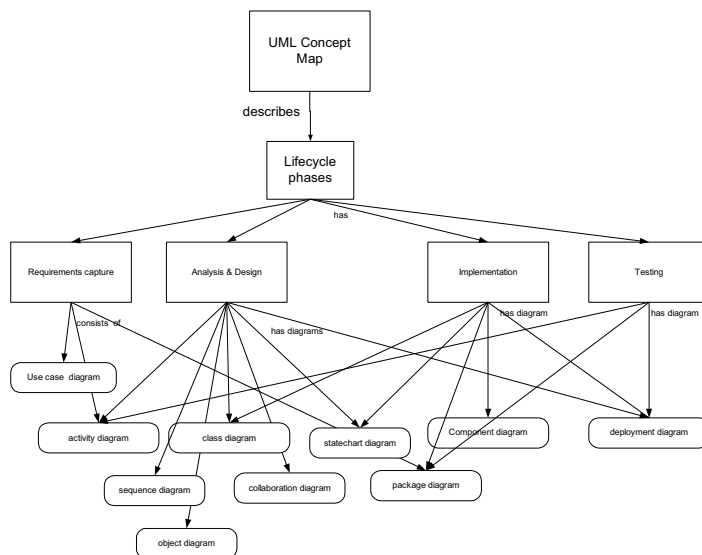 UML Concept
Map
describes
Lifecycle
phases
has
Requirements capture
Analysis & Design
Implementation
Testing
consists of
has diagrams
has diagram
has diagram
Use case diagram
activity diagram
class diagram
statechart diagram
Component diagram
deployment diagram
sequence diagram
collaboration diagram
package diagram
object diagram